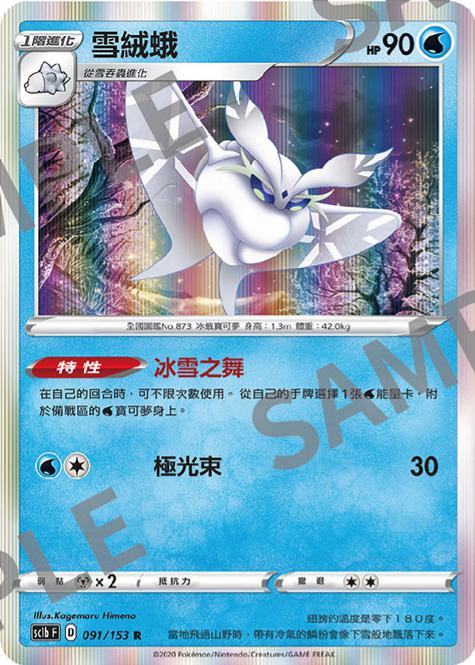 1階進化
雪絨蛾
HP90
從雪吞蟲進化
全國圖鑑No.873 冰蛾寶可夢 身高：1.3m 體重：42.0kg
特性 冰雪之舞
在自己的回合時，可不限次數使用。從自己的手牌選擇1張能量卡，附
於備戰區的寶可夢身上。
極光束 30
弱點 ×2 抵抗力 撤退
Illus.Kagemaru Himeno
sc1b F D 091/153 R
翅膀的溫度是零下180度。
當牠飛過山野時，帶有冷氣的鱗粉會像下雪般地飄落下來。
©2020 Pokémon/Nintendo/Creatures/GAME FREAK
SAMPLE
SAMPLE